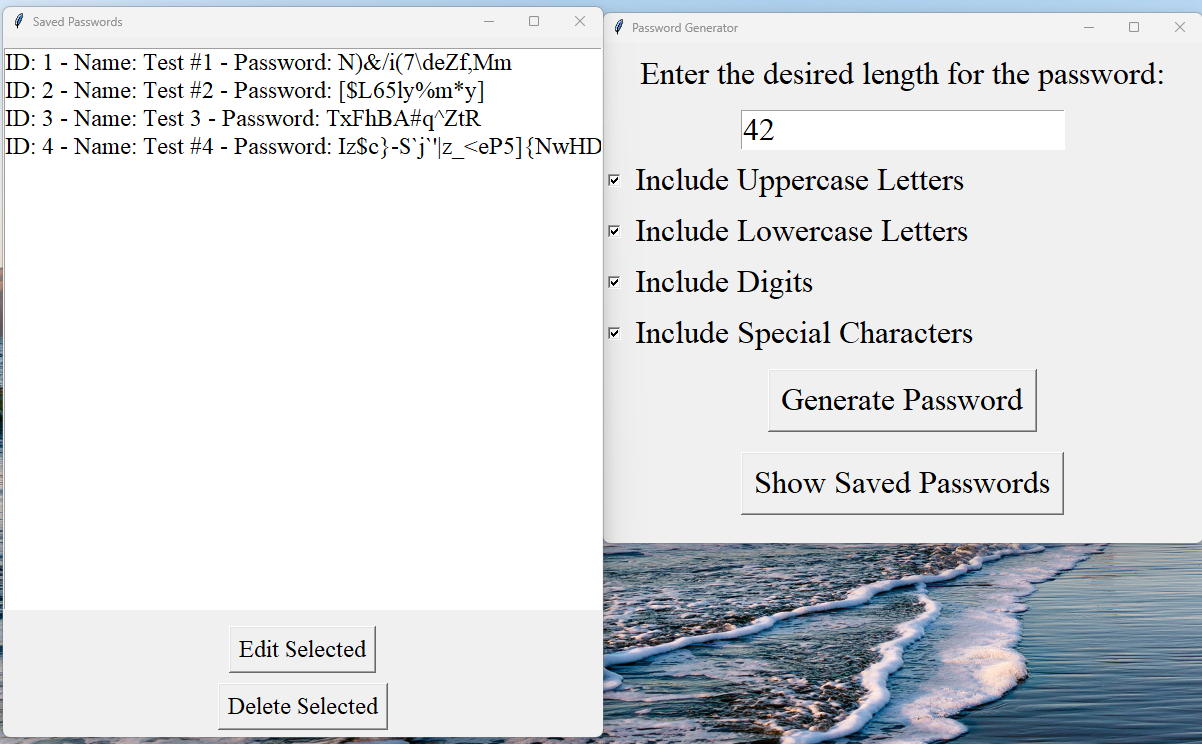 Saved Passwords
ID: 1 - Name: Test #1 - Password: N)&/i(7\deZf,Mm
ID: 2 - Name: Test #2 - Password: [$L65ly%m*y]
ID: 3 - Name: Test 3 - Password: TxFhBA#q^ZtR
ID: 4 - Name: Test #4 - Password: Iz$c}-S`j`'|z_<eP5]{NwHD
Edit Selected
Delete Selected
Password Generator
Enter the desired length for the password:
42
Include Uppercase Letters
Include Lowercase Letters
Include Digits
Include Special Characters
Generate Password
Show Saved Passwords